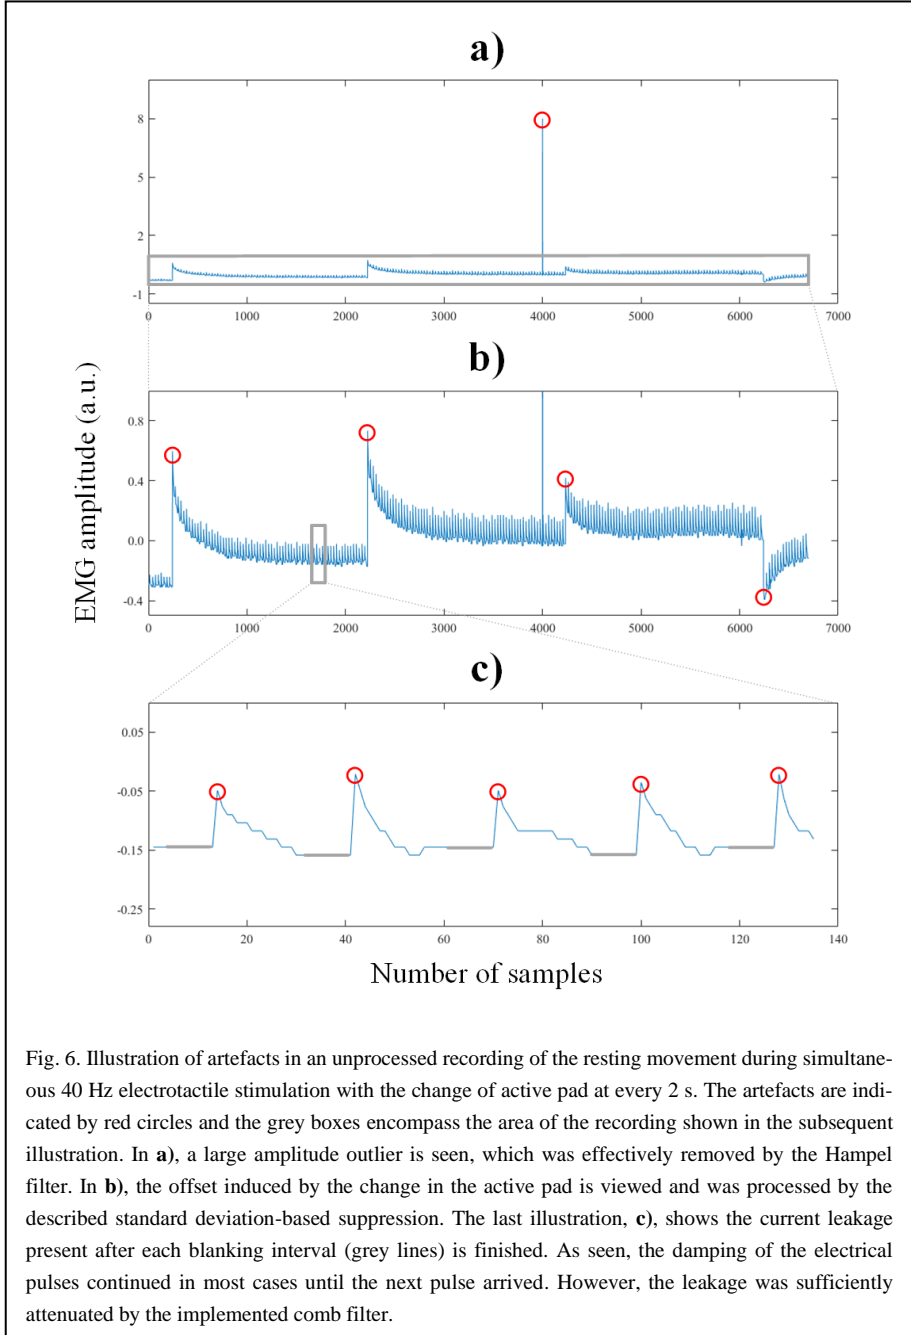 a)
8
5
2
-1
0 1000 2000 3000 4000 5000 6000 7000
b)
EMG amplitude (a.u.)
0.8
0.4
0.0
-0.4
0 1000 2000 3000 4000 5000 6000 7000
c)
0.05
-0.05
-0.15
-0.25
0 20 40 60 80 100 120 140
Number of samples
Fig. 6. Illustration of artefacts in an unprocessed recording of the resting movement during simultane-
ous 40 Hz electrotactile stimulation with the change of active pad at every 2 s. The artefacts are indi-
cated by red circles and the grey boxes encompass the area of the recording shown in the subsequent
illustration. In a), a large amplitude outlier is seen, which was effectively removed by the Hampel
filter. In b), the offset induced by the change in the active pad is viewed and was processed by the
described standard deviation-based suppression. The last illustration, c), shows the current leakage
present after each blanking interval (grey lines) is finished. As seen, the damping of the electrical
pulses continued in most cases until the next pulse arrived. However, the leakage was sufficiently
attenuated by the implemented comb filter.